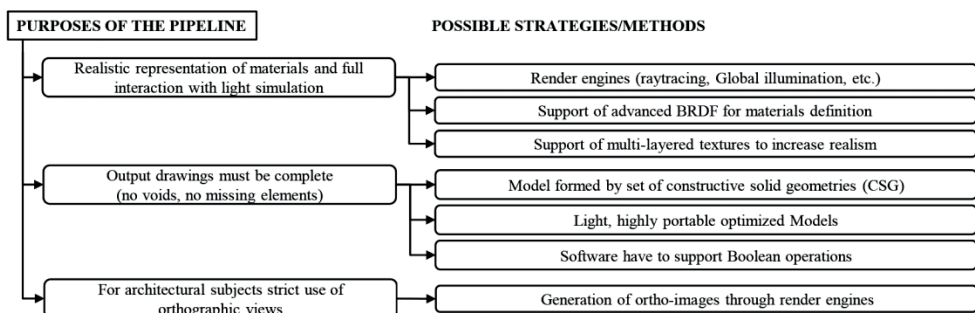 PURPOSES OF THE PIPELINE
POSSIBLE STRATEGIES/METHODS
Realistic representation of materials and full
interaction with light simulation
Render engines (raytracing, Global illumination, etc.)
Support of advanced BRDF for materials definition
Support of multi-layered textures to increase realism
Output drawings must be complete
(no voids, no missing elements)
Model formed by set of constructive solid geometries (CSG)
Light, highly portable optimized Models
Software have to support Boolean operations
For architectural subjects strict use of
orthographic views
Generation of ortho-images through render engines